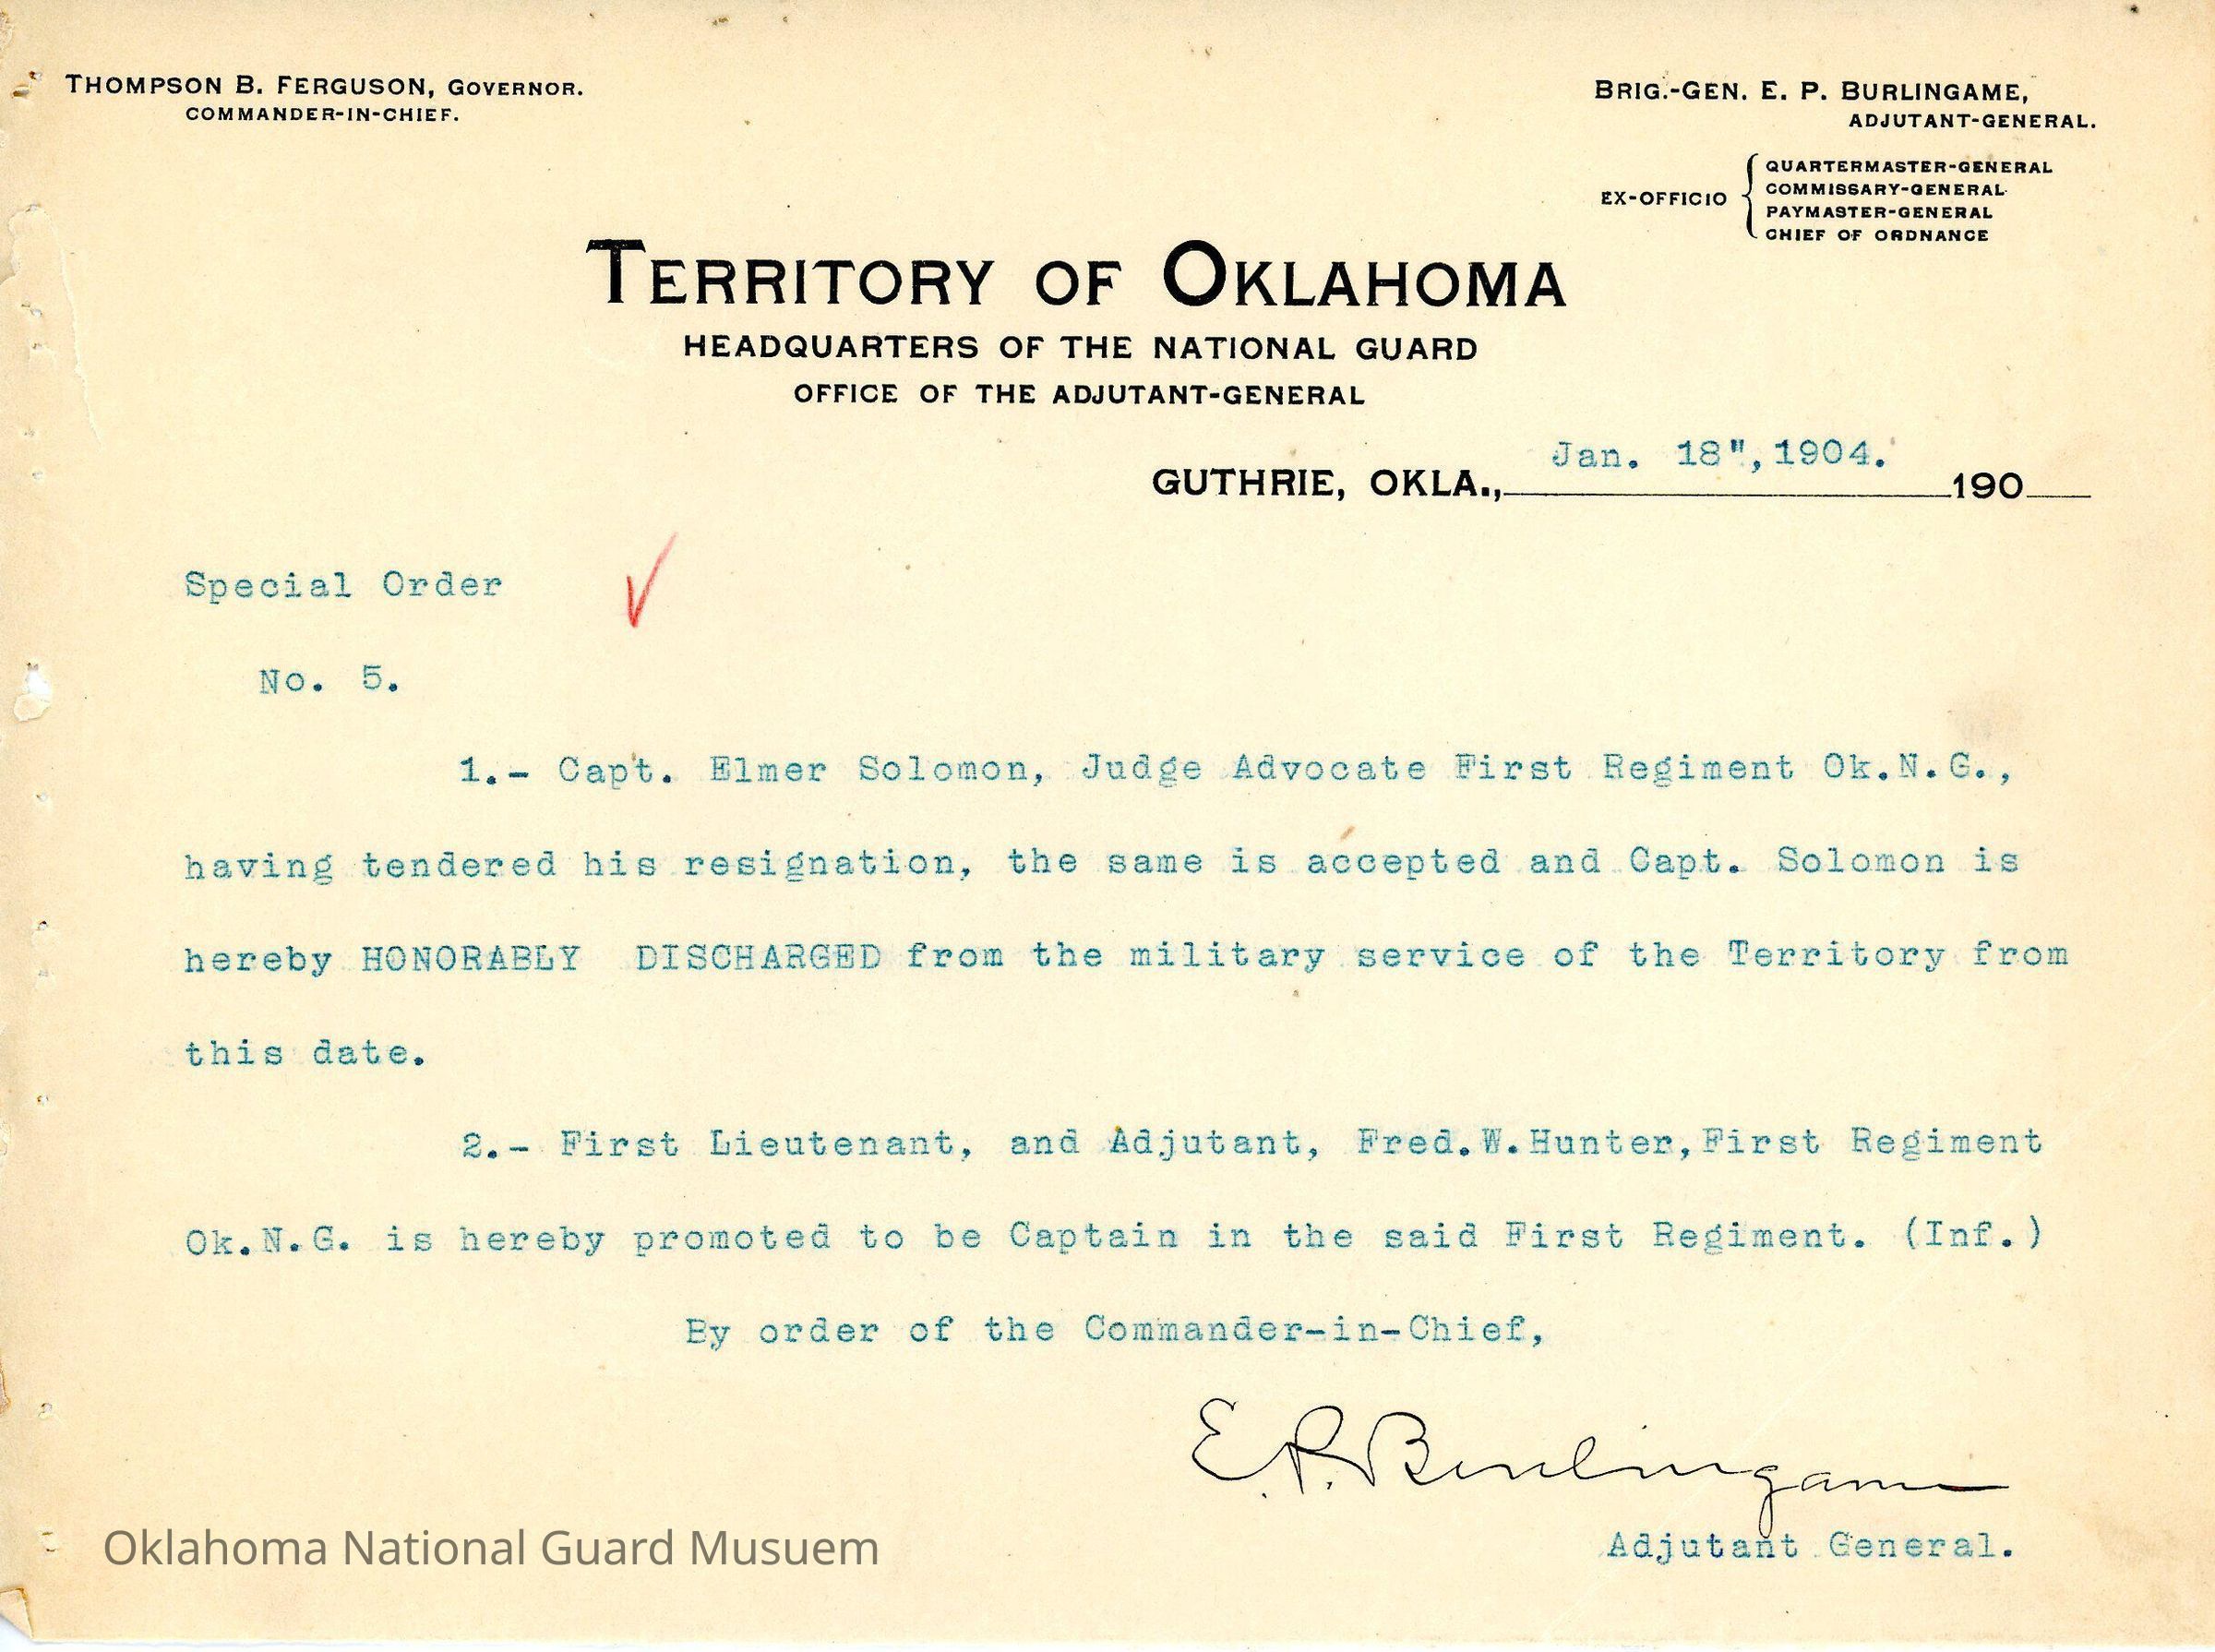 THOMPSON B. FERGUSON, GOVERNOR.
COMMANDER-IN-CHIEF.
BRIG.-GEN. E. P. BURLINGAME,
ADJUTANT-GENERAL.
EX-OFFICIO
QUARTERMASTER-GENERAL
COMMISSARY-GENERAL
PAYMASTER-GENERAL
CHIEF OF ORDNANCE
TERRITORY OF OKLAHOMA
HEADQUARTERS OF THE NATIONAL GUARD
OFFICE OF THE ADJUTANT-GENERAL
Jan. 18",1904.
GUTHRIE, OKLA., 190
Special Order
No. 5.
1.- Capt. Elmer Solomon, Judge Advocate First Regiment Ok.N.G.,
having tendered his resignation, the same is accepted and Capt. Solomon is
hereby HONORABLY DISCHARGED from the military service of the Territory from
this date.
2.- First Lieutenant, and Adjutant, Fred.W.Hunter,First Regiment
Ok.N.G. is hereby promoted to be Captain in the said First Regiment. (Inf.)
By order of the Commander-in-Chief,
E. P. Burlingame
Adjutant General.
Oklahoma National Guard Musuem